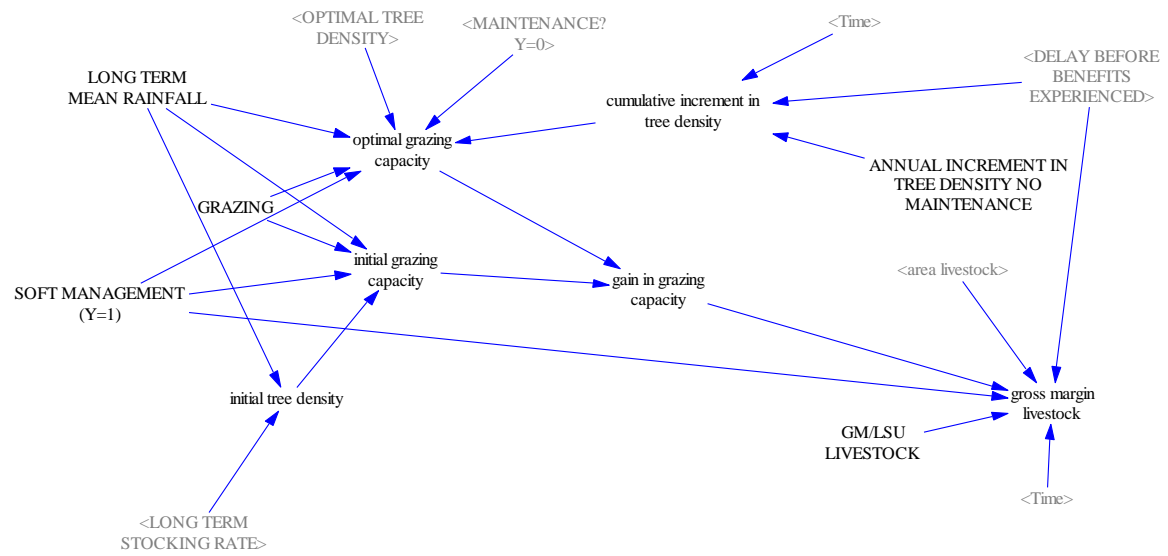 <OPTIMAL TREE
DENSITY>
<MAINTENANCE?
Y=0>
<Time>
<DELAY BEFORE
BENEFITS
EXPERIENCED>
LONG TERM
MEAN RAINFALL
cumulative increment in
tree density
optimal grazing
capacity
ANNUAL INCREMENT IN
TREE DENSITY NO
MAINTENANCE
GRAZING
initial grazing
capacity
gain in grazing
capacity
<area livestock>
SOFT MANAGEMENT
(Y=1)
initial tree density
gross margin
livestock
GM/LSU
LIVESTOCK
<Time>
<LONG TERM
STOCKING RATE>